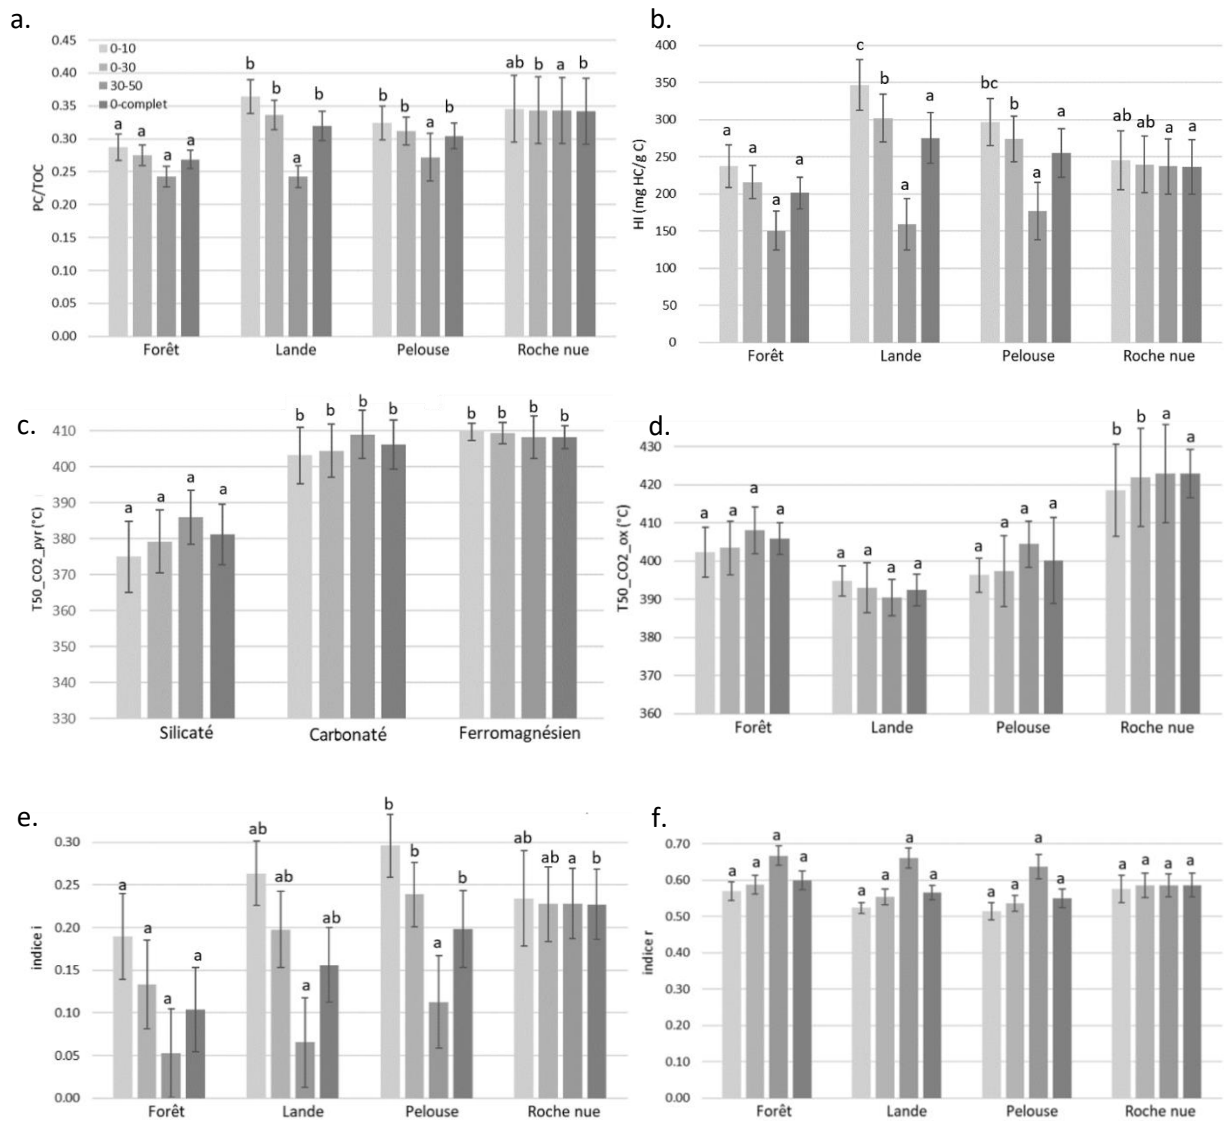 a.
PC/TOC
0.45
0.40
0.35
0.30
0.25
0.20
0.15
0.10
0.05
0.00
0-10
0-30
30-50
0-complet
a a a a
b b a b
b b a b
ab b a b
Forêt Lande Pelouse Roche nue
b.
HI (mg HC/g C)
400
350
300
250
200
150
100
50
0
a a a a
c b a a
bc b a a
ab ab a a
Forêt Lande Pelouse Roche nue
c.
T50_CO2_pyr (°C)
410
400
390
380
370
360
350
340
330
a a a a
b b b b
b b b b
Silicaté Carbonaté Ferromagnésien
d.
T50_CO2_ox (°C)
430
420
410
400
390
380
370
360
a a a a
a a a a
a a a a
b b a a
Forêt Lande Pelouse Roche nue
e.
indice i
0.30
0.25
0.20
0.15
0.10
0.05
0.00
a a a a
ab ab a ab
b b a b
ab ab a b
Forêt Lande Pelouse Roche nue
f.
indice r
0.70
0.60
0.50
0.40
0.30
0.20
0.10
0.00
a a a a
a a a a
a a a a
a a a a
Forêt Lande Pelouse Roche nue